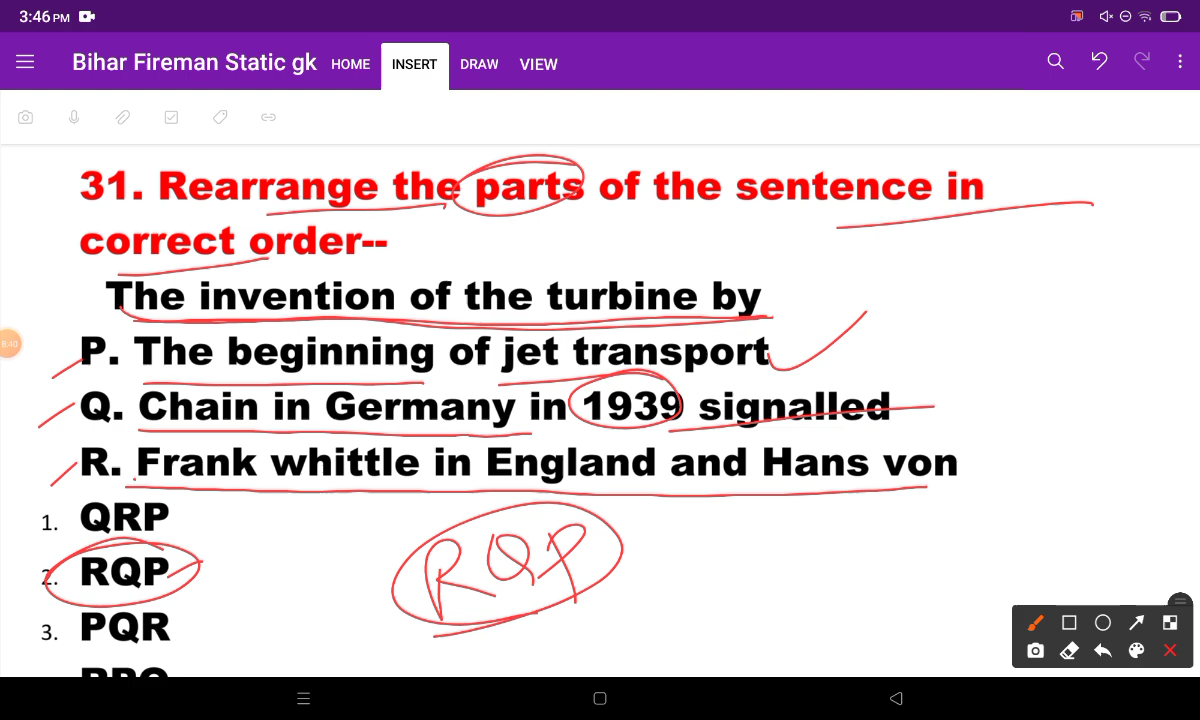 3:46 PM
Bihar Fireman Static gk HOME INSERT DRAW VIEW
31. Rearrange the parts of the sentence in
correct order--
The invention of the turbine by
P. The beginning of jet transport
Q. Chain in Germany in 1939 signalled
R. Frank whittle in England and Hans von
1. QRP
2. RQP
RQP
3. PQR
8:40